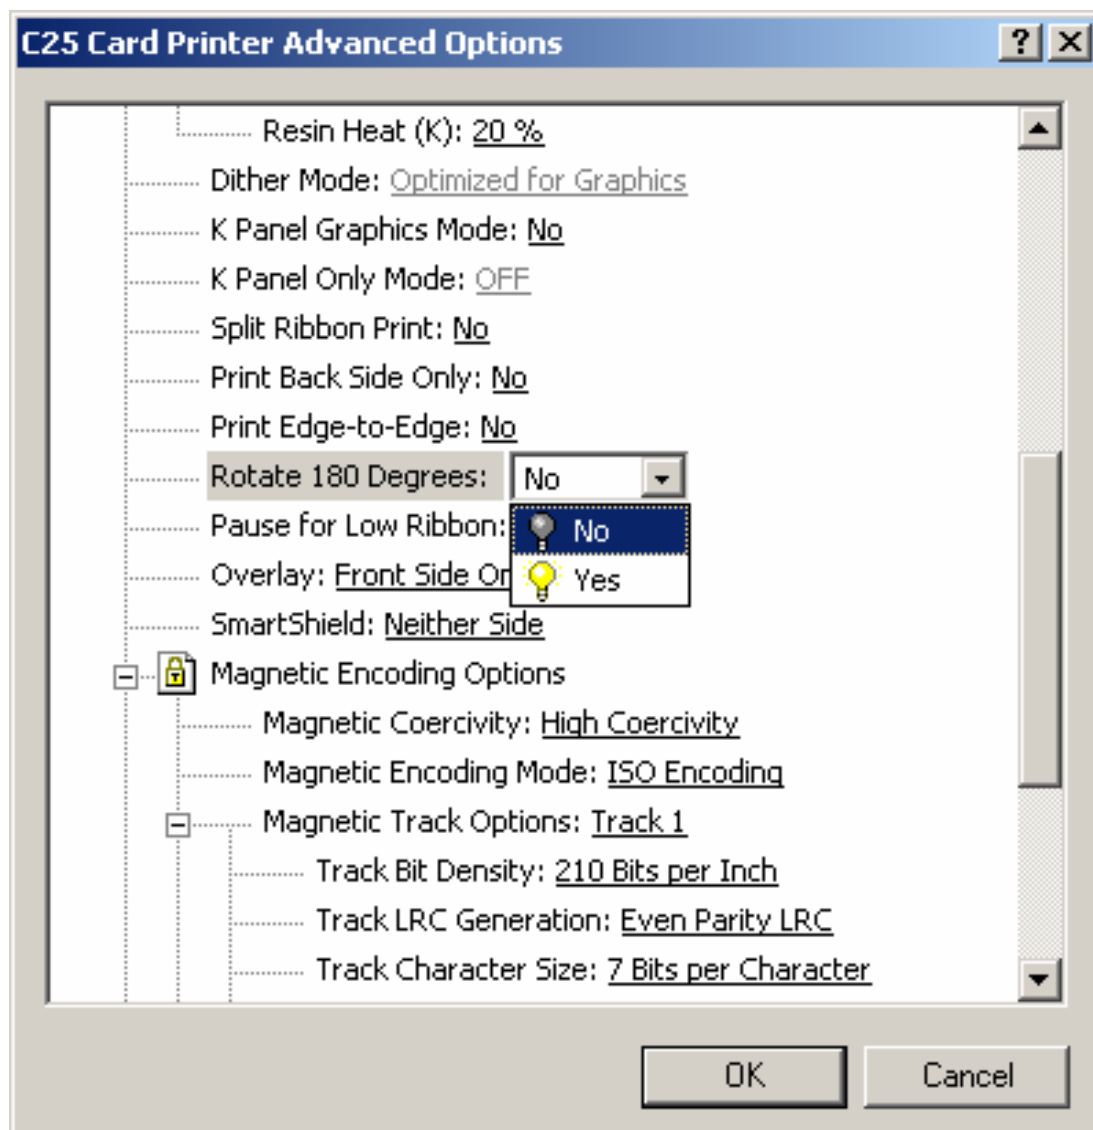 C25 Card Printer Advanced Options
Resin Heat (K): 20 %
Dither Mode: Optimized for Graphics
K Panel Graphics Mode: No
K Panel Only Mode: OFF
Split Ribbon Print: No
Print Back Side Only: No
Print Edge-to-Edge: No
Rotate 180 Degrees: No
Pause for Low Ribbon: No
Overlay: Front Side Yes
SmartShield: Neither Side
Magnetic Encoding Options
Magnetic Coercivity: High Coercivity
Magnetic Encoding Mode: ISO Encoding
Magnetic Track Options: Track 1
Track Bit Density: 210 Bits per Inch
Track LRC Generation: Even Parity LRC
Track Character Size: 7 Bits per Character
OK Cancel